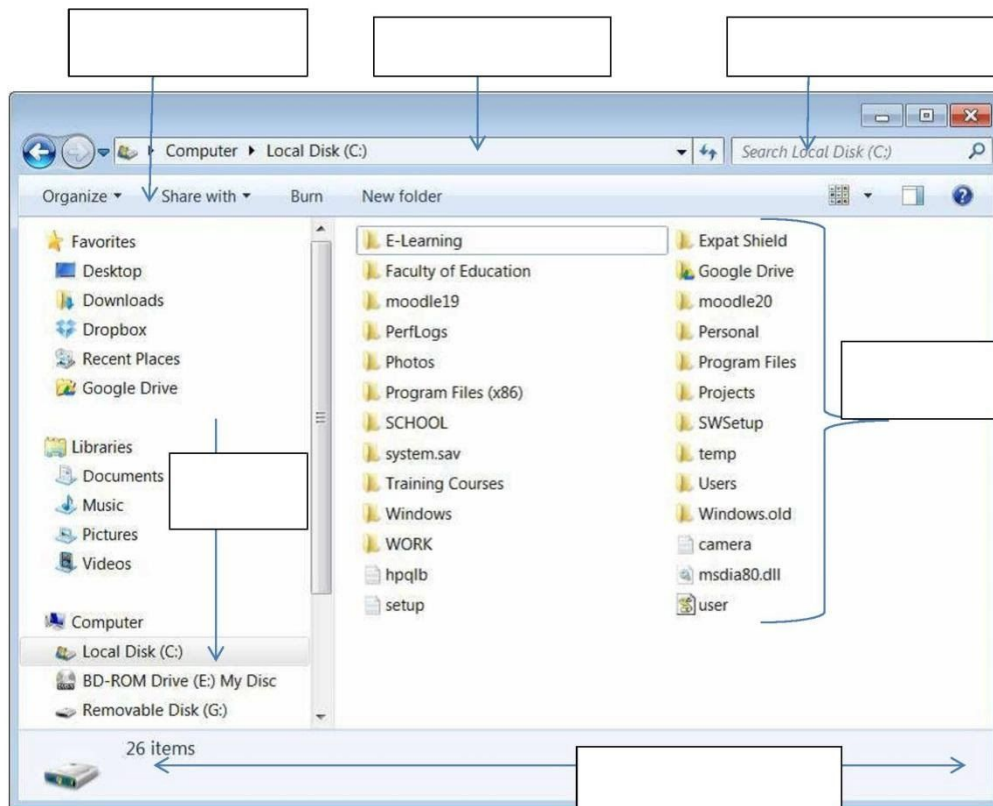 Computer Local Disk (C:)
Search Local Disk (C:)
Organize Share with Burn New folder
Favorites
Desktop
Downloads
Dropbox
Recent Places
Google Drive
Libraries
Documents
Music
Pictures
Videos
Computer
Local Disk (C:)
BD-ROM Drive (E:) My Disc
Removable Disk (G:)
E-Learning
Faculty of Education
moodle19
PerfLogs
Photos
Program Files (x86)
SCHOOL
system.sav
Training Courses
Windows
WORK
hpqlb
setup
Expat Shield
Google Drive
moodle20
Personal
Program Files
Projects
SWSetup
temp
Users
Windows.old
camera
msdia80.dll
user
26 items